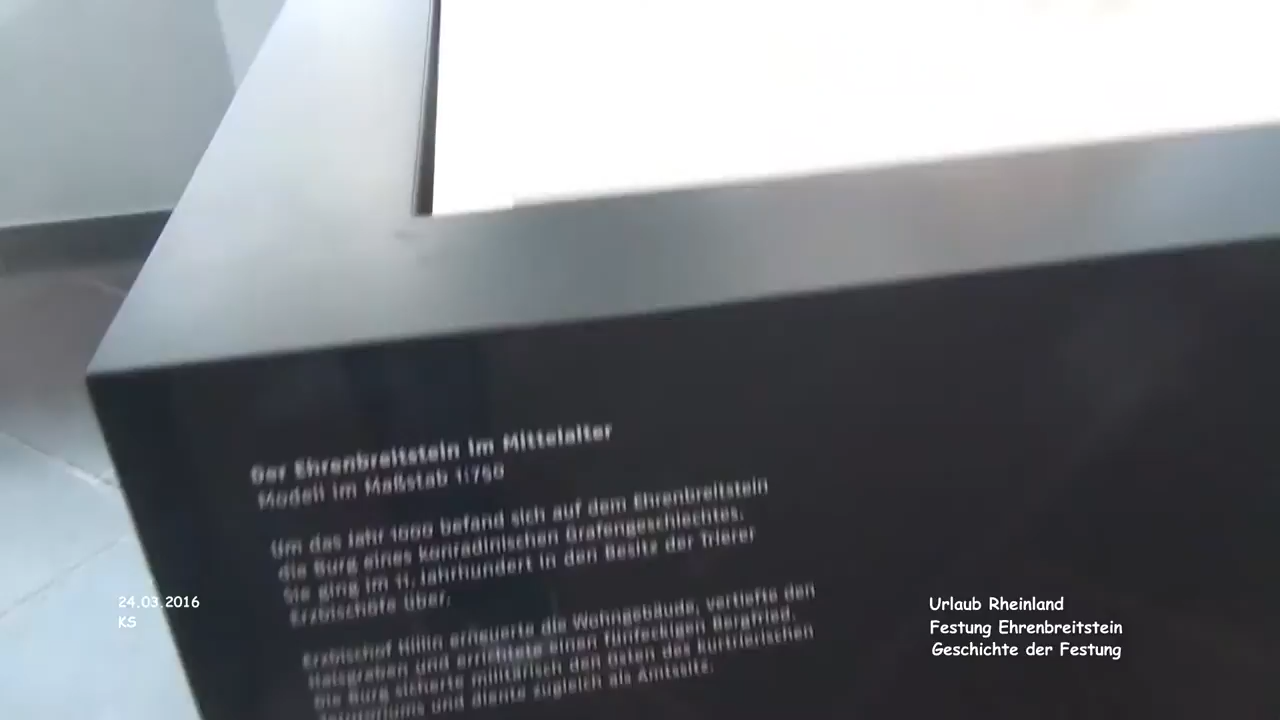 Der Ehrenbreitstein im Mittelalter
Modell im Maßstab 1:750
Um das Jahr 1000 befand sich auf dem Ehrenbreitstein
die Burg eines konradinischen Grafengeschlechtes.
Sie ging im 11. Jahrhundert in den Besitz der Trierer
Erzbischöfe über.
Erzbischof Hillin erneuerte die Wohngebäude, vertiefte den
Halsgraben und errichtete einen fünfeckigen Bergfried.
Die Burg sicherte militärisch den Osten des kurtrierischen
Territoriums und diente zugleich als Amtssitz.
24.03.2016
KS
Urlaub Rheinland
Festung Ehrenbreitstein
Geschichte der Festung